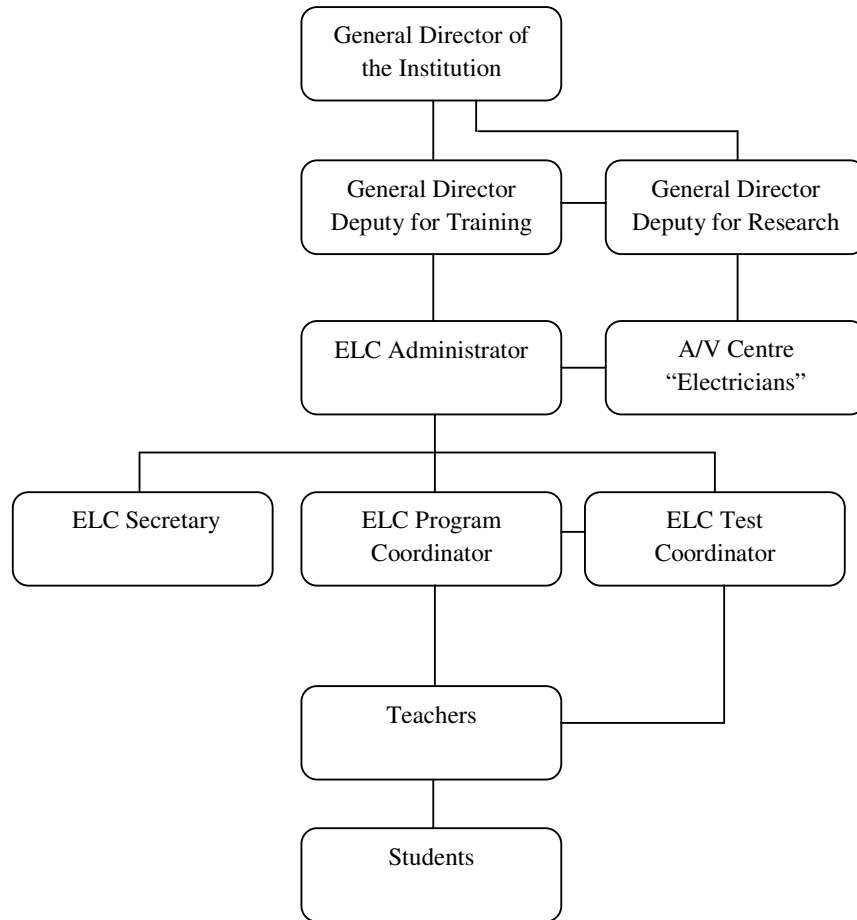 General Director of
the Institution
General Director
Deputy for Training
General Director
Deputy for Research
ELC Administrator
A/V Centre
“Electricians”
ELC Secretary
ELC Program
Coordinator
ELC Test
Coordinator
Teachers
Students